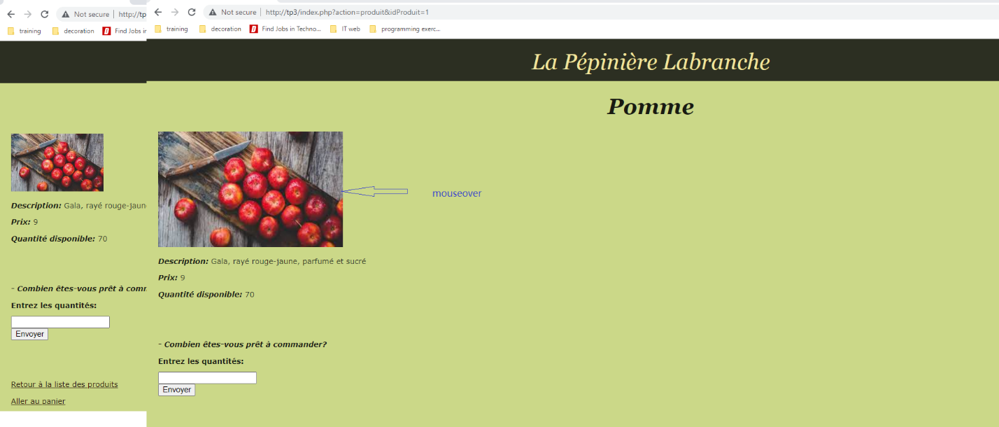 Not secure | http://tp
training decoration Find Jobs in
Description: Gala, rayé rouge-jaun
Prix: 9
Quantité disponible: 70
- Combien êtes-vous prêt à comm
Entrez les quantités:
Envoyer
Retour à la liste des produits
Aller au panier
Not secure | http://tp3/index.php?action=produit&idProduit=1
training decoration Find Jobs in Techno... IT web programming exerc...
La Pépinière Labranche
Pomme
mouseover
Description: Gala, rayé rouge-jaune, parfumé et sucré
Prix: 9
Quantité disponible: 70
- Combien êtes-vous prêt à commander?
Entrez les quantités:
Envoyer